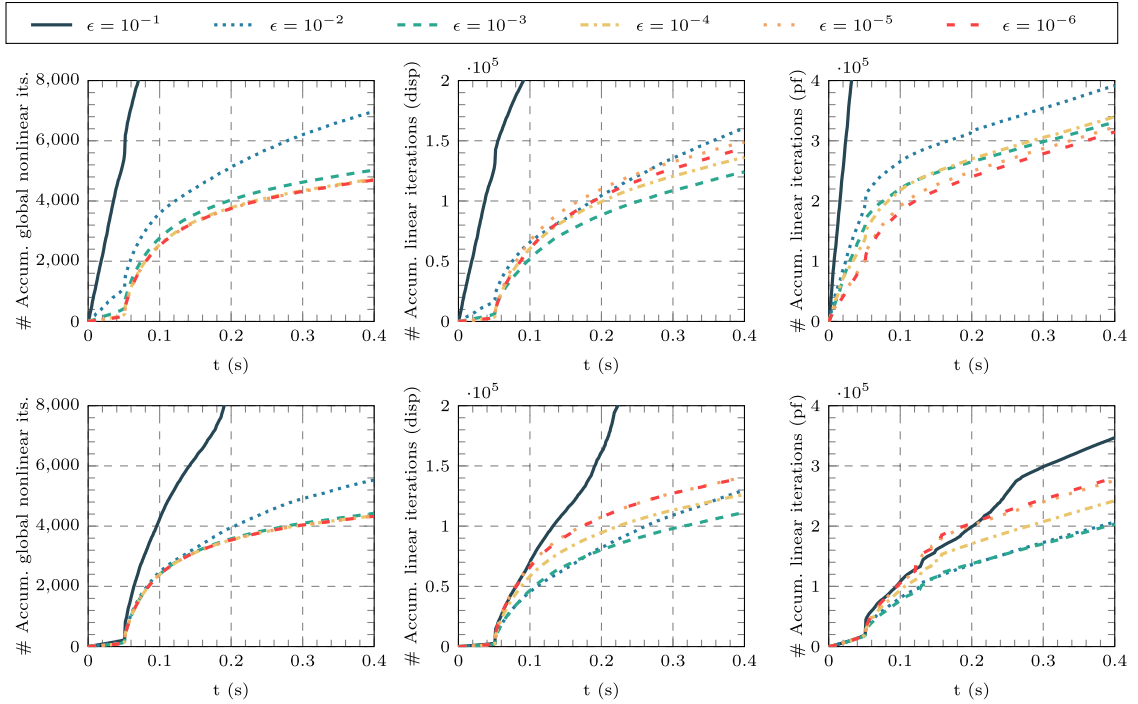 ϵ = 10⁻¹ ϵ = 10⁻² ϵ = 10⁻³ ϵ = 10⁻⁴ ϵ = 10⁻⁵ ϵ = 10⁻⁶
# Accum. global nonlinear its.
8,000
6,000
4,000
2,000
0
0 0.1 0.2 0.3 0.4
t (s)
# Accum. linear iterions (disp)
·10⁵
2
1.5
1
0.5
0
0 0.1 0.2 0.3 0.4
t (s)
# Accum. linear iterations (pf)
·10⁵
4
3
2
1
0
0 0.1 0.2 0.3 0.4
t (s)
# Accum. global nonlinear its.
8,000
6,000
4,000
2,000
0
0 0.1 0.2 0.3 0.4
t (s)
# Accum. linear iterations (disp)
·10⁵
2
1.5
1
0.5
0
0 0.1 0.2 0.3 0.4
t (s)
# Accum. linear iterations (pf)
·10⁵
4
3
2
1
0
0 0.1 0.2 0.3 0.4
t (s)